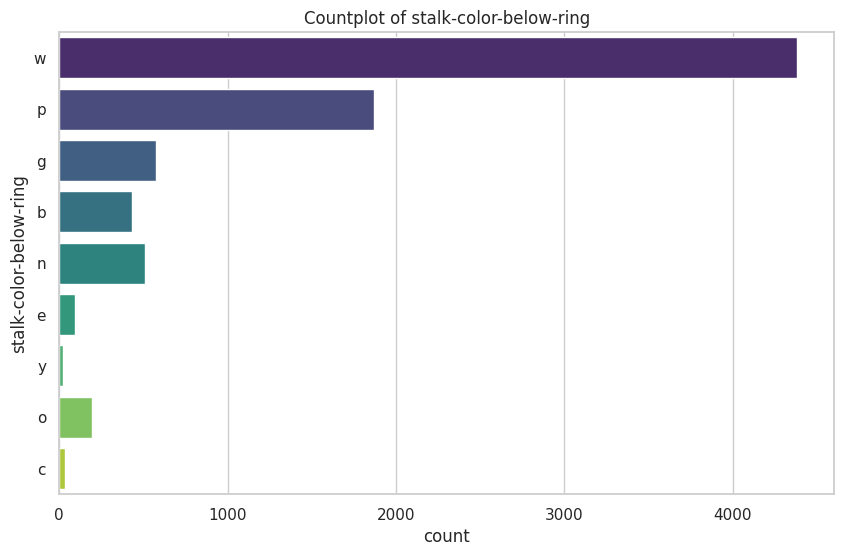 Countplot of stalk-color-below-ring
stalk-color-below-ring
w
p
g
b
n
e
y
o
c
0 1000 2000 3000 4000
count